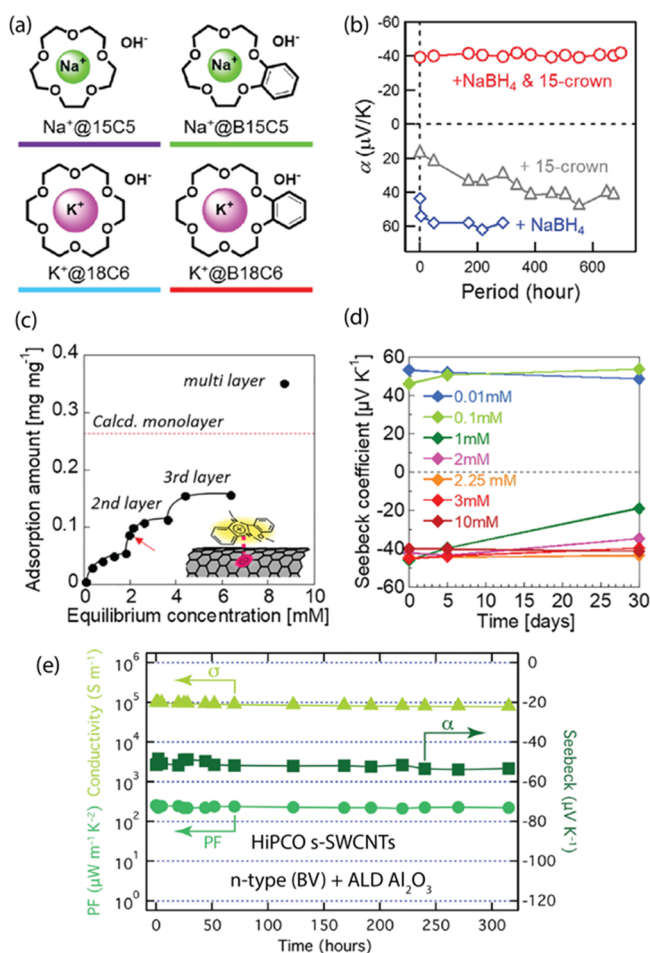 (a)
OH⁻
OH⁻
Na⁺
Na⁺
Na⁺@15C5
Na⁺@B15C5
OH⁻
OH⁻
K⁺
K⁺
K⁺@18C6
K⁺@B18C6
(b)
-60
-40
-20
0
20
40
60
α (μV/K)
+NaBH₄ & 15-crown
+ 15-crown
+ NaBH₄
0
200
400
600
Period (hour)
(c)
0.4
0.3
0.2
0.1
0
Adsorption amount [mg mg⁻¹]
multi layer
Calcd. monolayer
3rd layer
2nd layer
0
2
4
6
8
10
Equilibrium concentration [mM]
(d)
60
40
20
0
-20
-40
-60
Seebeck coefficient [μV K⁻¹]
0.01mM
0.1mM
1mM
2mM
2.25 mM
3mM
10mM
0
5
10
15
20
25
30
Time [days]
(e)
10⁶
10⁵
10⁴
10³
10²
10¹
10⁰
Conductivity (S m⁻¹)
PF (μW m⁻¹ K⁻²)
σ
α
PF
HiPCO s-SWCNTs
n-type (BV) + ALD Al₂O₃
0
-20
-40
-60
-80
-100
-120
Seebeck (μV K⁻¹)
0
50
100
150
200
250
300
Time (hours)